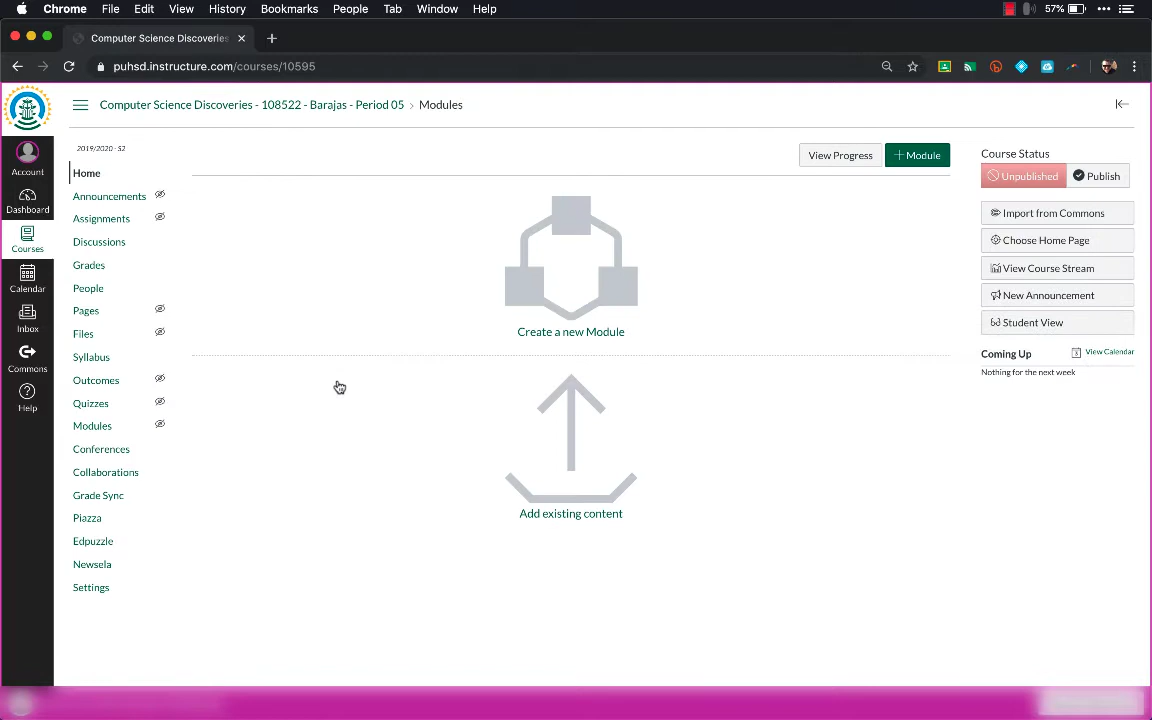 Chrome File Edit View History Bookmarks People Tab Window Help 57%
Computer Science Discoveries
puhsd.instructure.com/courses/10595
Computer Science Discoveries - 108522 - Barajas - Period 05 › Modules
2019/2020 - S2
Home
Announcements
Assignments
Discussions
Grades
People
Pages
Files
Syllabus
Outcomes
Quizzes
Modules
Conferences
Collaborations
Grade Sync
Piazza
Edpuzzle
Newsela
Settings
Account
Dashboard
Courses
Calendar
Inbox
Commons
Help
View Progress
+ Module
Create a new Module
Add existing content
Course Status
Unpublished
Publish
Import from Commons
Choose Home Page
View Course Stream
New Announcement
Student View
Coming Up
View Calendar
Nothing for the next week